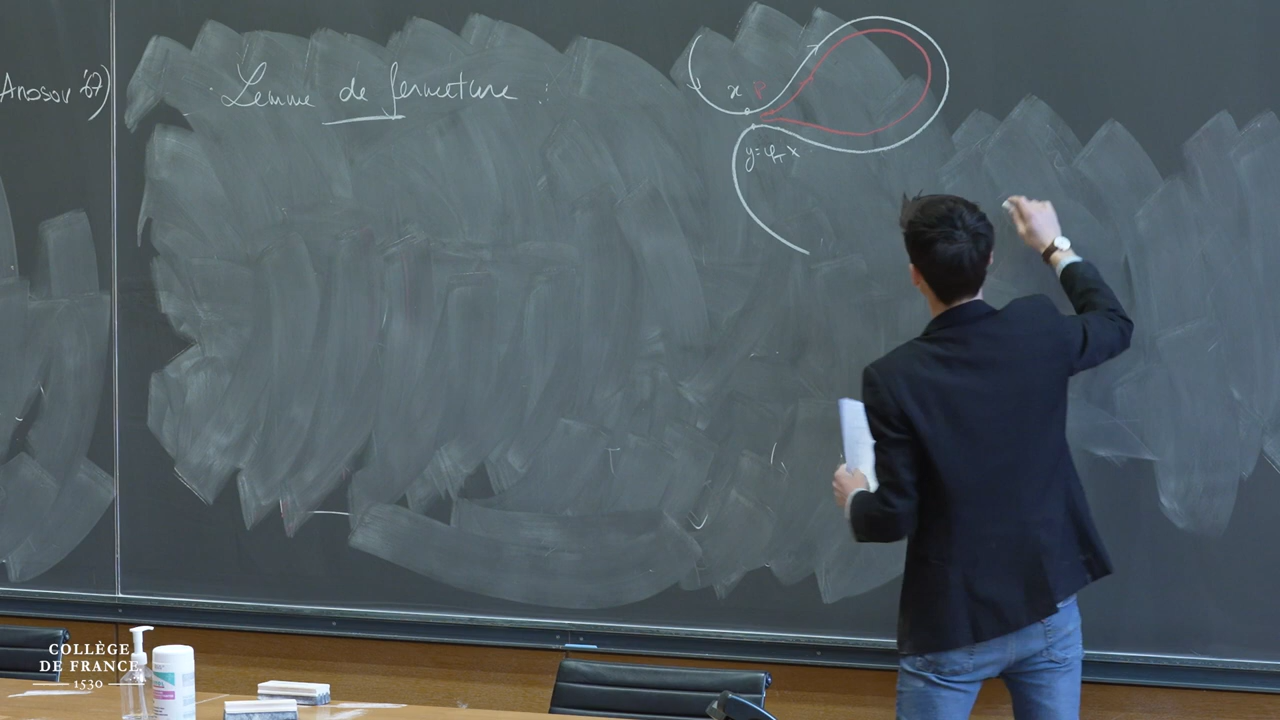 Anosov '67)
Lemme de fermeture :
x P
y = φ_T x
COLLÈGE
DE FRANCE
1530